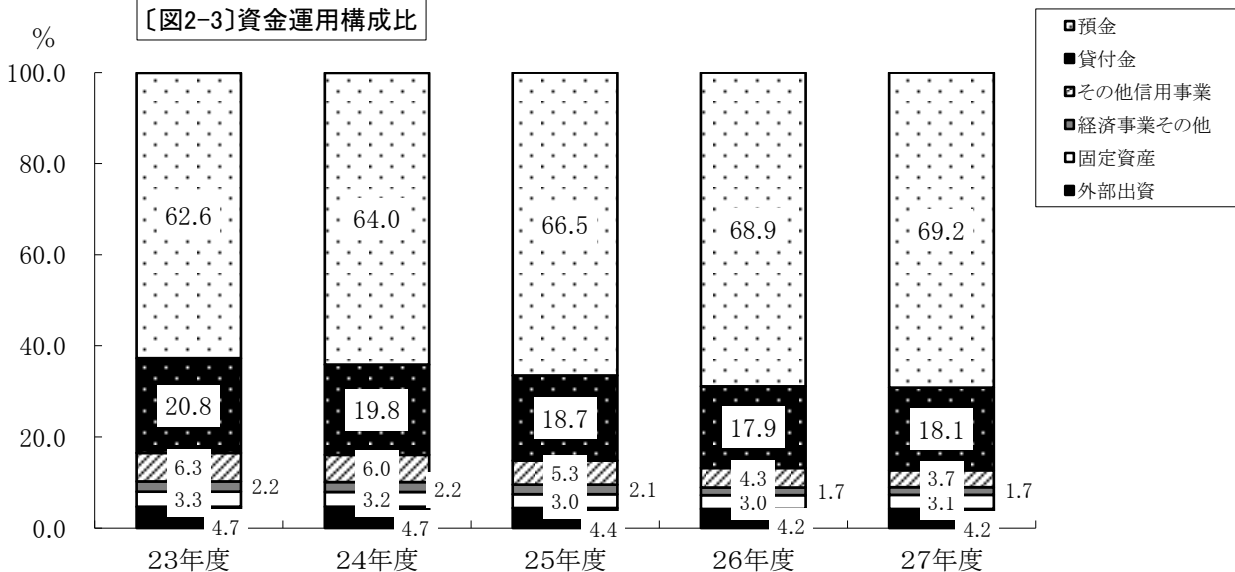 〔図2-3〕資金運用構成比
%
預金
貸付金
その他信用事業
経済事業その他
固定資産
外部出資
100.0
80.0
60.0
40.0
20.0
0.0
62.6 64.0 66.5 68.9 69.2
20.8 19.8 18.7 17.9 18.1
6.3 6.0 5.3 4.3 3.7
2.2 2.2 2.1 1.7 1.7
3.3 3.2 3.0 3.0 3.1
4.7 4.7 4.4 4.2 4.2
23年度 24年度 25年度 26年度 27年度